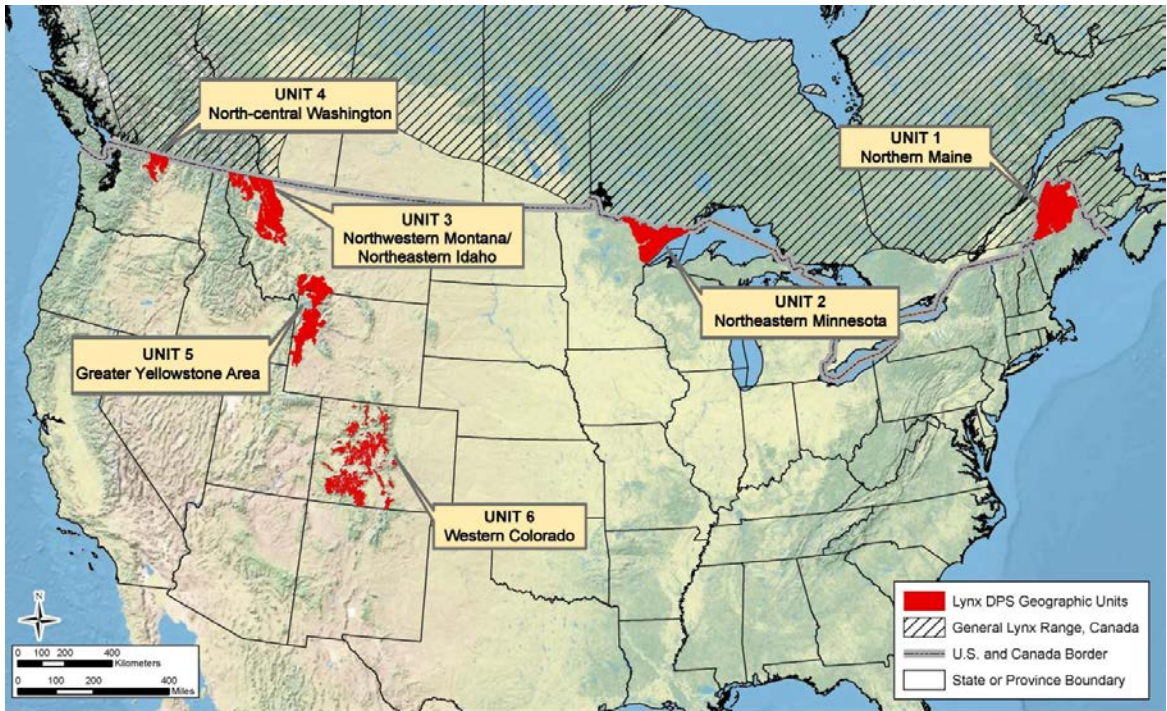 UNIT 4
North-central Washington
UNIT 1
Northern Maine
UNIT 3
Northwestern Montana/
Northeastern Idaho
UNIT 2
Northeastern Minnesota
UNIT 5
Greater Yellowstone Area
UNIT 6
Western Colorado
N
0 100 200 400
Kilometers
0 100 200 400
Miles
Lynx DPS Geographic Units
General Lynx Range, Canada
U.S. and Canada Border
State or Province Boundary